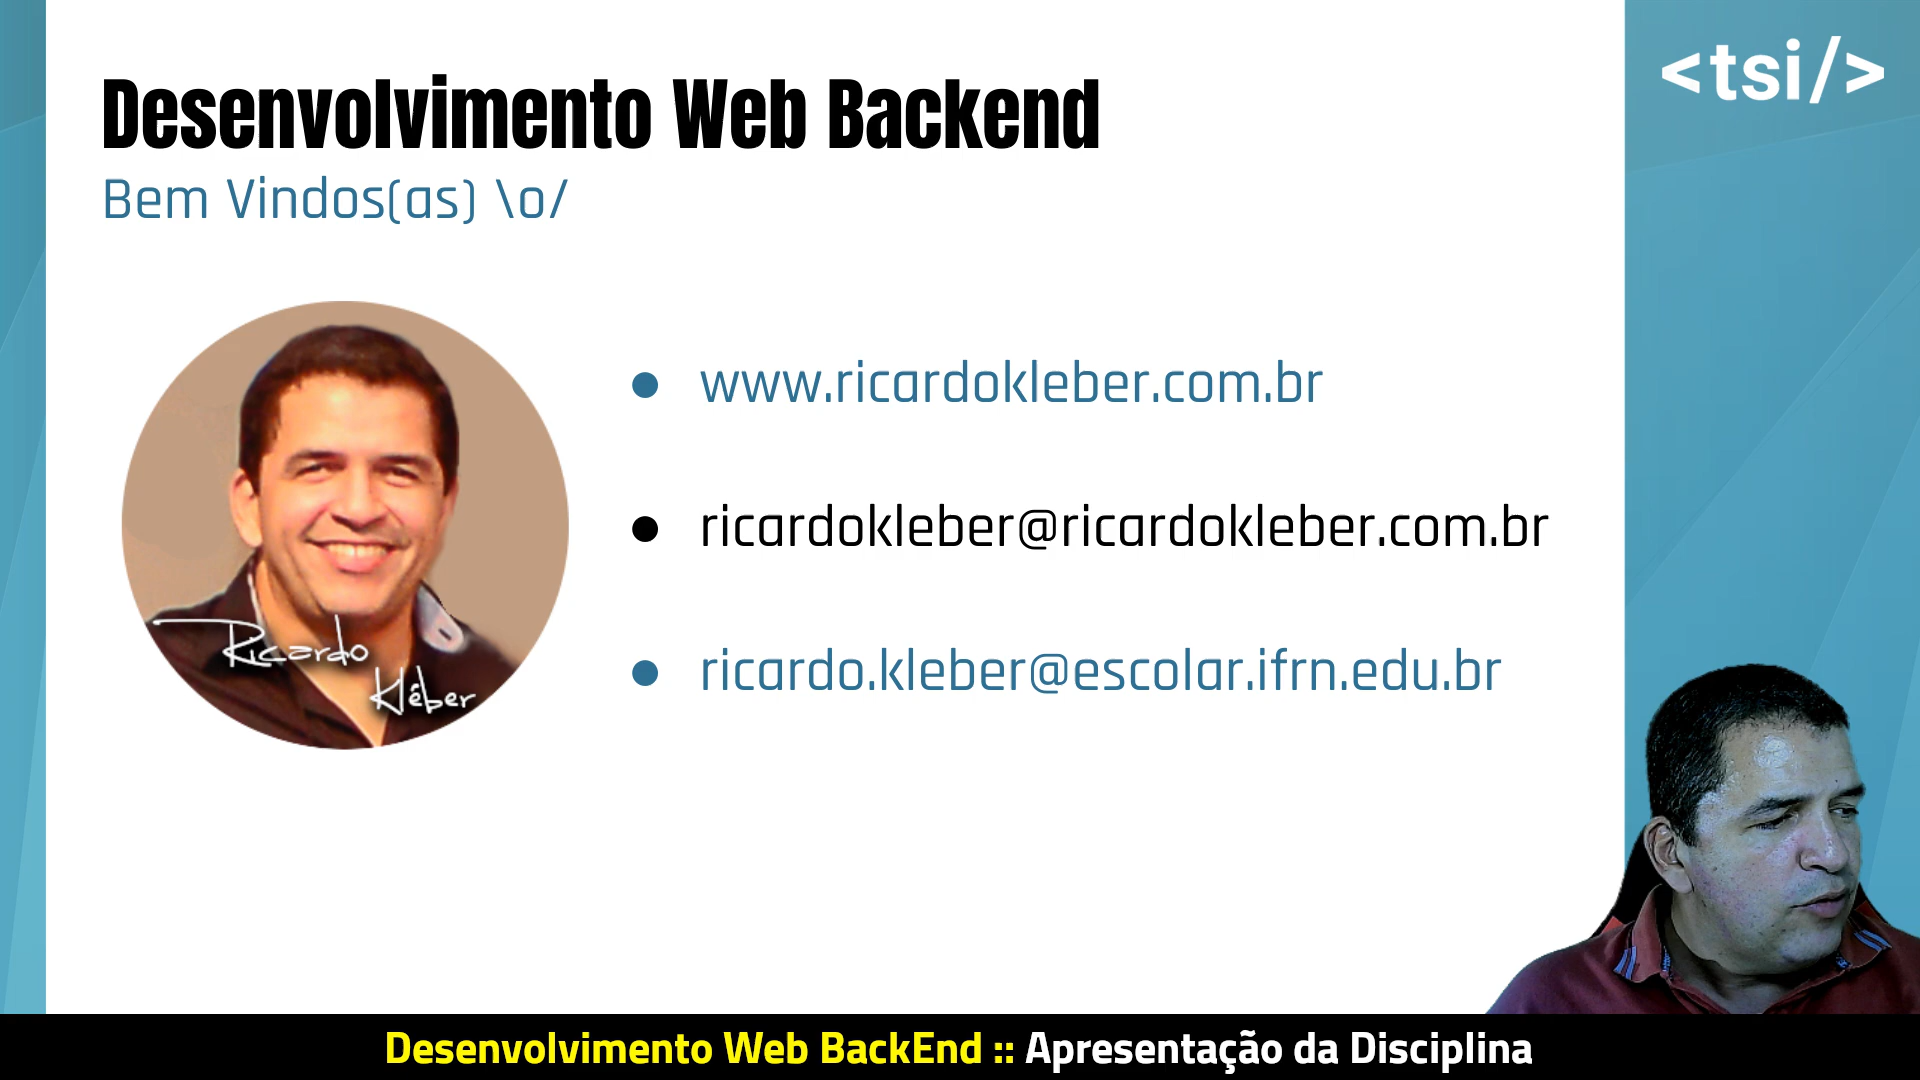 <tsi/>
Desenvolvimento Web Backend
Bem Vindos(as) \o/
www.ricardokleber.com.br
ricardokleber@ricardokleber.com.br
ricardo.kleber@escolar.ifrn.edu.br
Ricardo
Kléber
Desenvolvimento Web BackEnd :: Apresentação da Disciplina